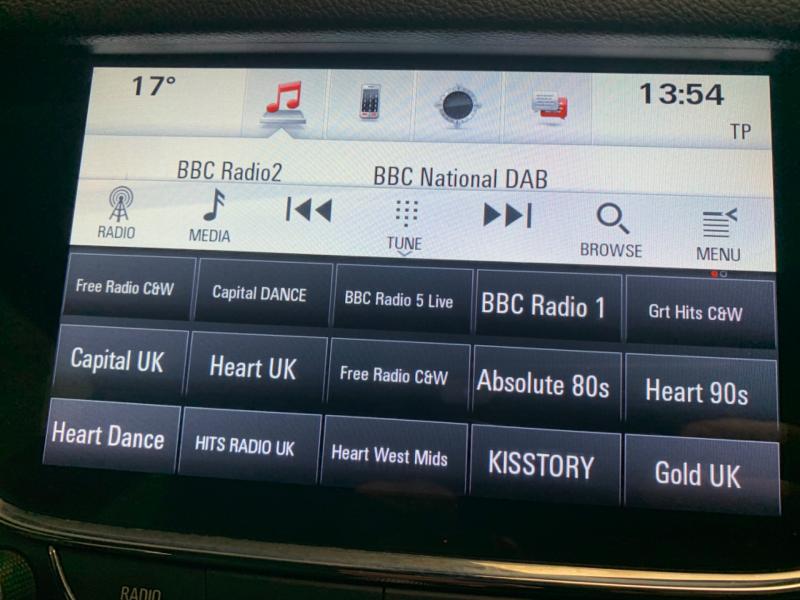 17°
13:54
TP
BBC Radio2
BBC National DAB
RADIO
MEDIA
TUNE
BROWSE
MENU
Free Radio C&W
Capital DANCE
BBC Radio 5 Live
BBC Radio 1
Grt Hits C&W
Capital UK
Heart UK
Free Radio C&W
Absolute 80s
Heart 90s
Heart Dance
HITS RADIO UK
Heart West Mids
KISSTORY
Gold UK
RADIO